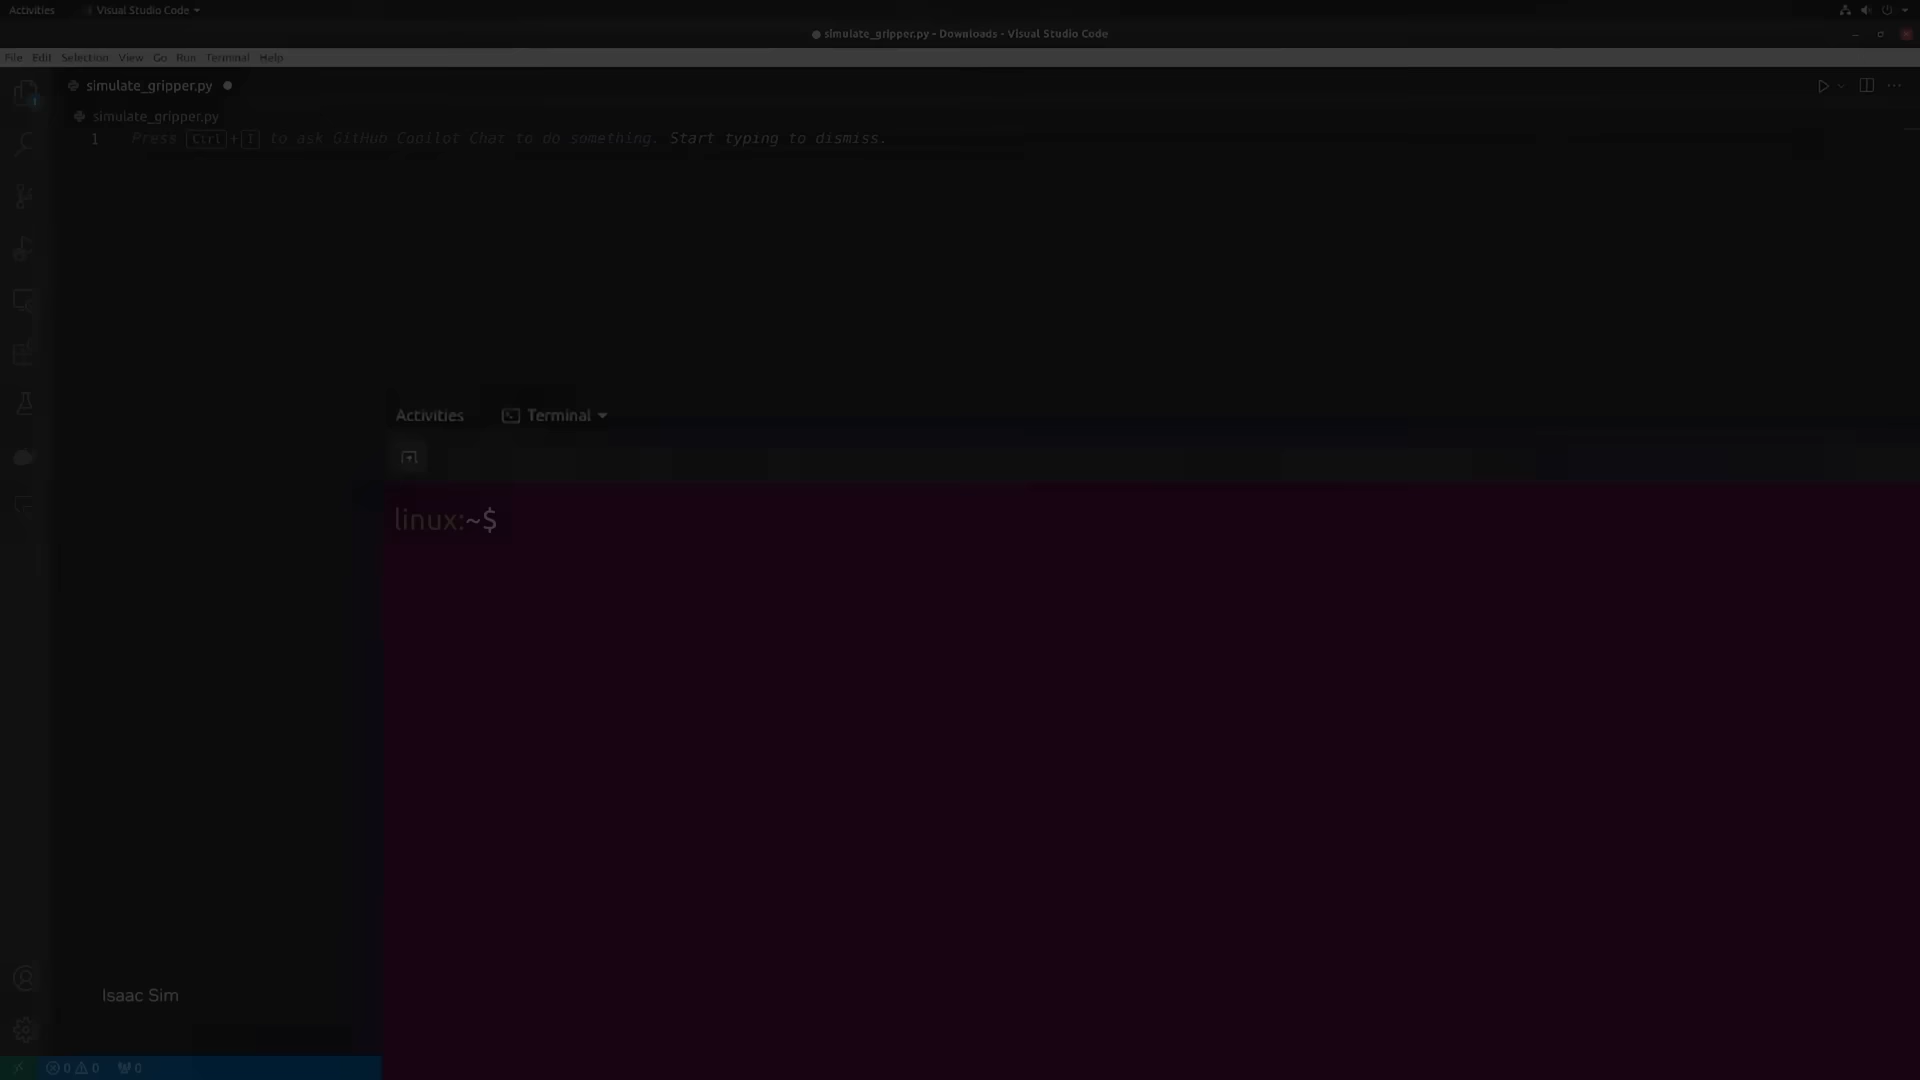 Activities Visual Studio Code
simulate_gripper.py - Downloads - Visual Studio Code
File Edit Selection View Go Run Terminal Help
simulate_gripper.py
simulate_gripper.py
1 Press Ctrl+I to ask GitHub Copilot Chat to do something. Start typing to dismiss.
Activities Terminal
linux:~$
Isaac Sim
0 0 0